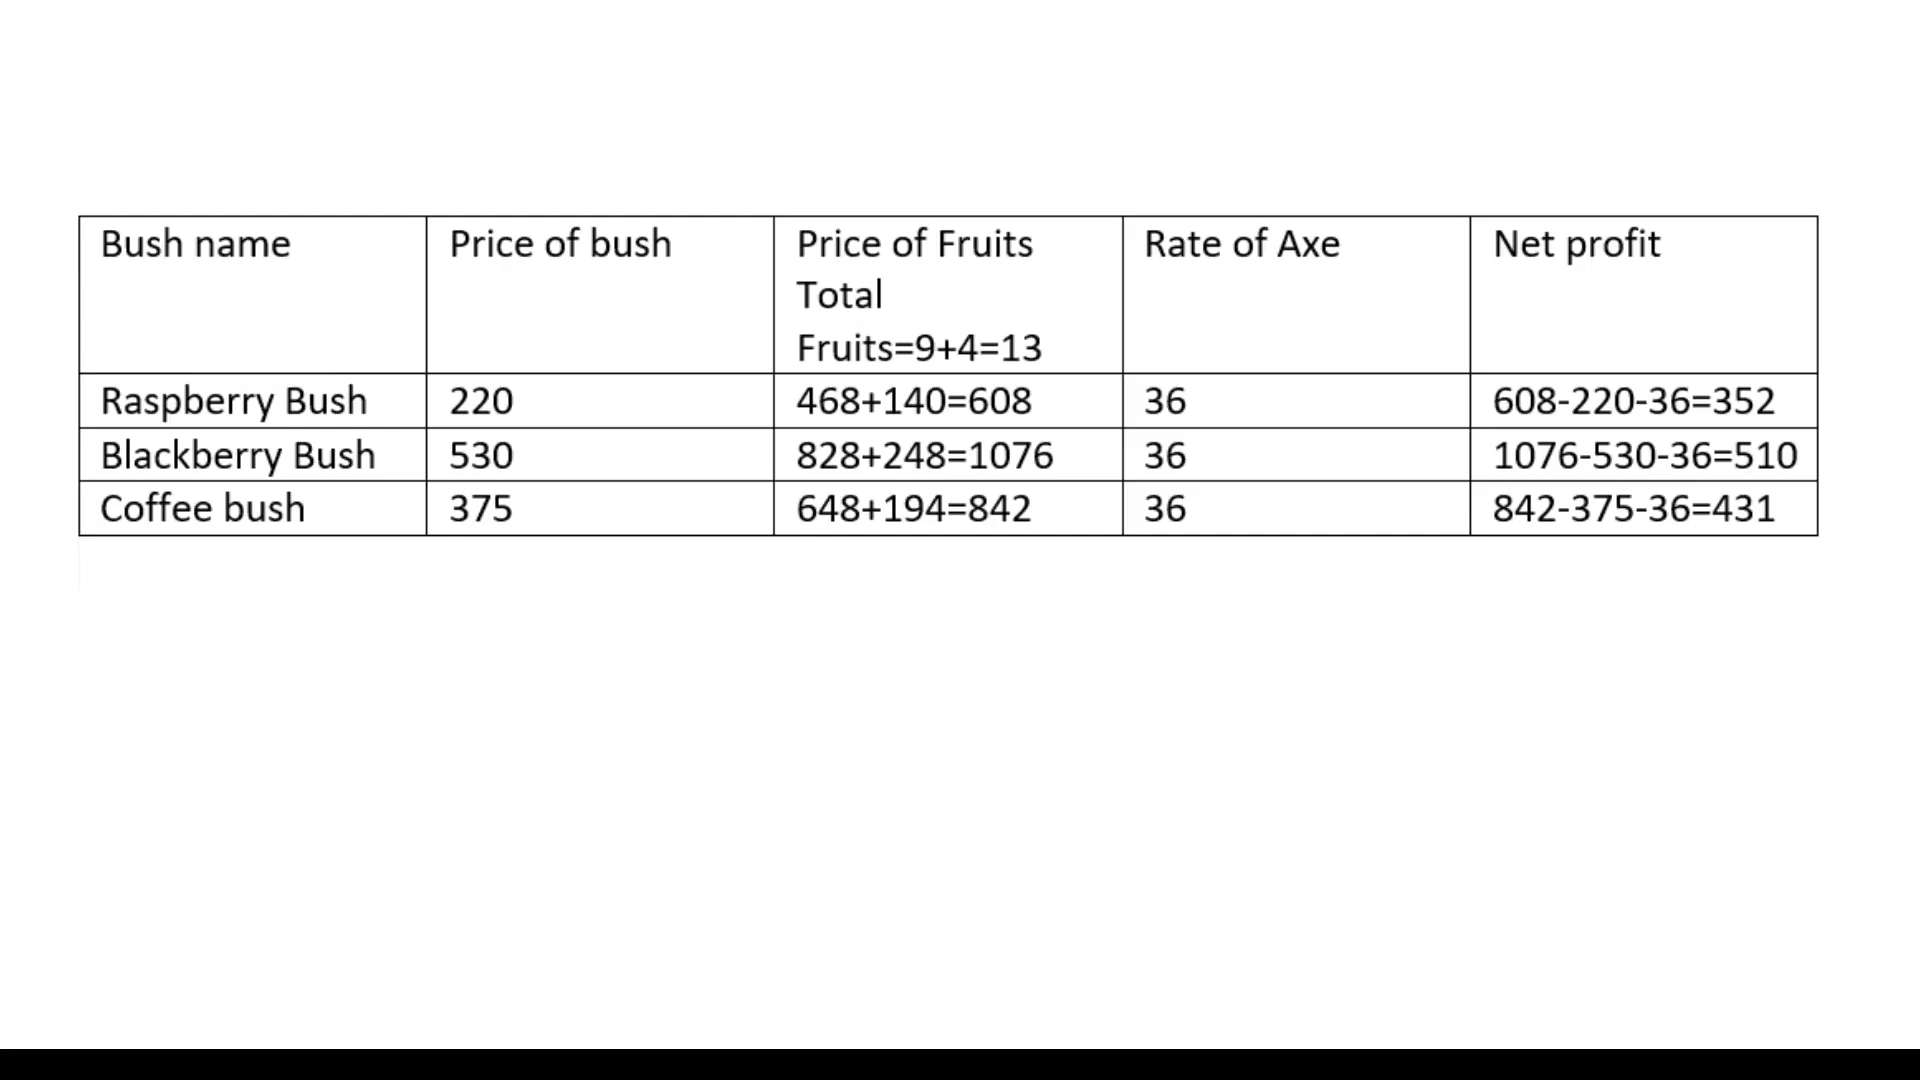 Bush name Price of bush Price of Fruits Rate of Axe Net profit
Total
Fruits=9+4=13
Raspberry Bush 220 468+140=608 36 608-220-36=352
Blackberry Bush 530 828+248=1076 36 1076-530-36=510
Coffee bush 375 648+194=842 36 842-375-36=431